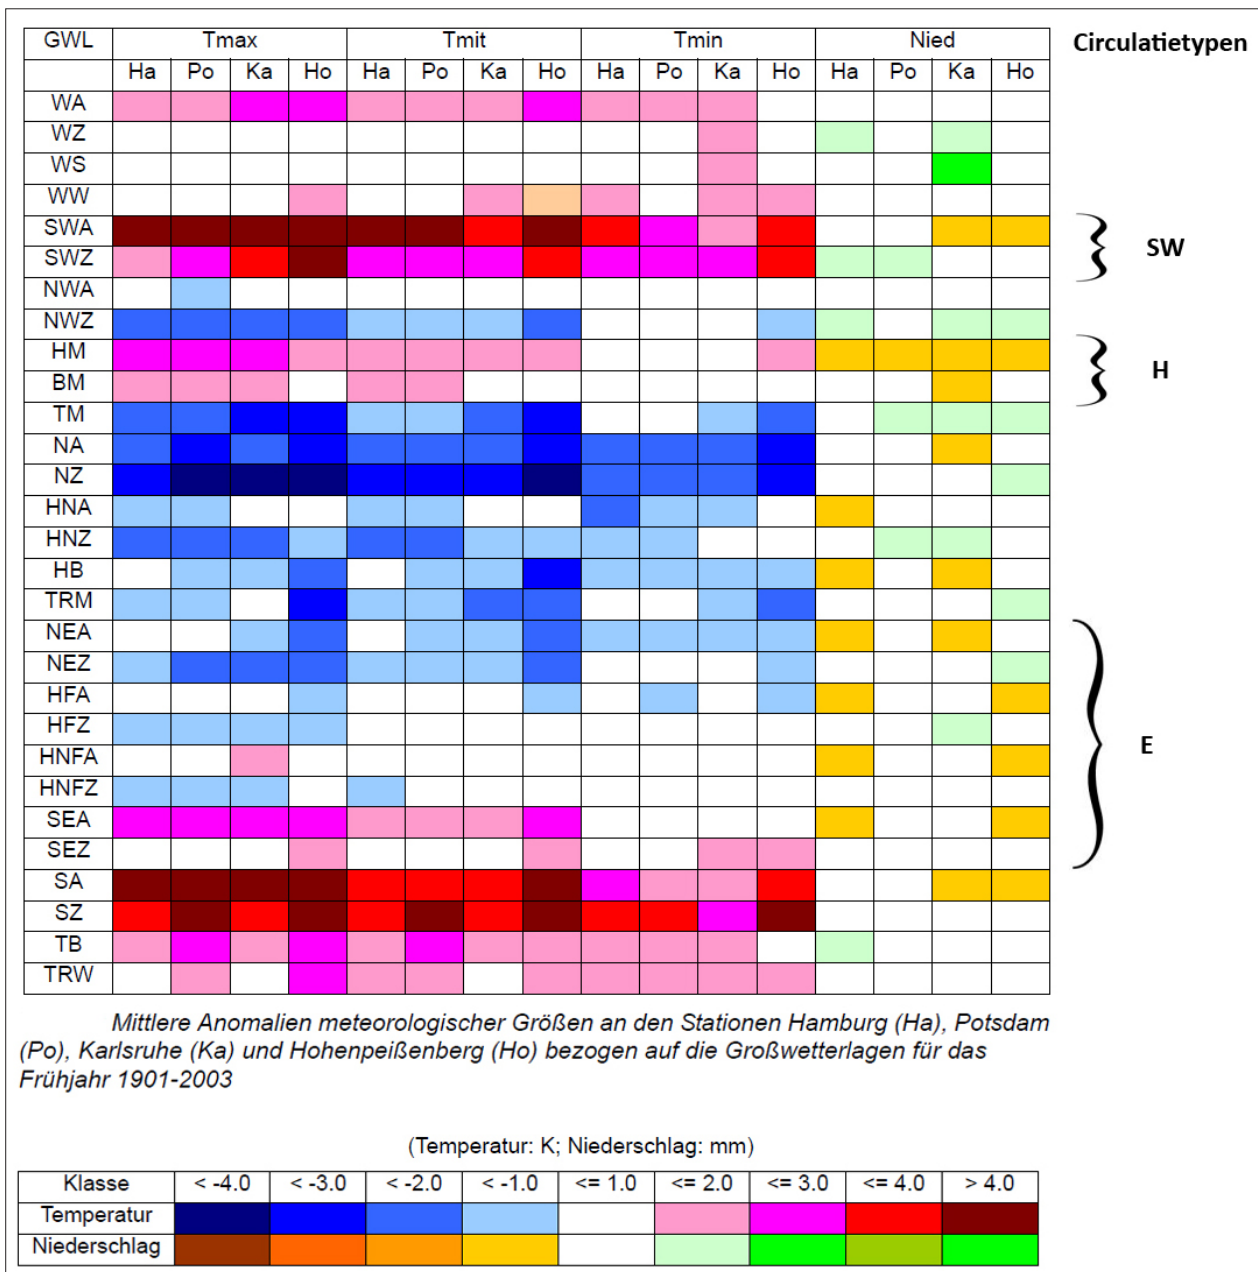 GWL Tmax Tmit Tmin Nied Circulatietypen
Ha Po Ka Ho Ha Po Ka Ho Ha Po Ka Ho Ha Po Ka Ho
WA
WZ
WS
WW
SWA
SW
SWZ
NWA
NWZ
HM
H
BM
TM
NA
NZ
HNA
HNZ
HB
TRM
NEA
NEZ
HFA
HFZ
E
HNFA
HNFZ
SEA
SEZ
SA
SZ
TB
TRW
Mittlere Anomalien meteorologischer Größen an den Stationen Hamburg (Ha), Potsdam
(Po), Karlsruhe (Ka) und Hohenpeißenberg (Ho) bezogen auf die Großwetterlagen für das
Frühjahr 1901-2003
(Temperatur: K; Niederschlag: mm)
Klasse < -4.0 < -3.0 < -2.0 < -1.0 <= 1.0 <= 2.0 <= 3.0 <= 4.0 > 4.0
Temperatur
Niederschlag